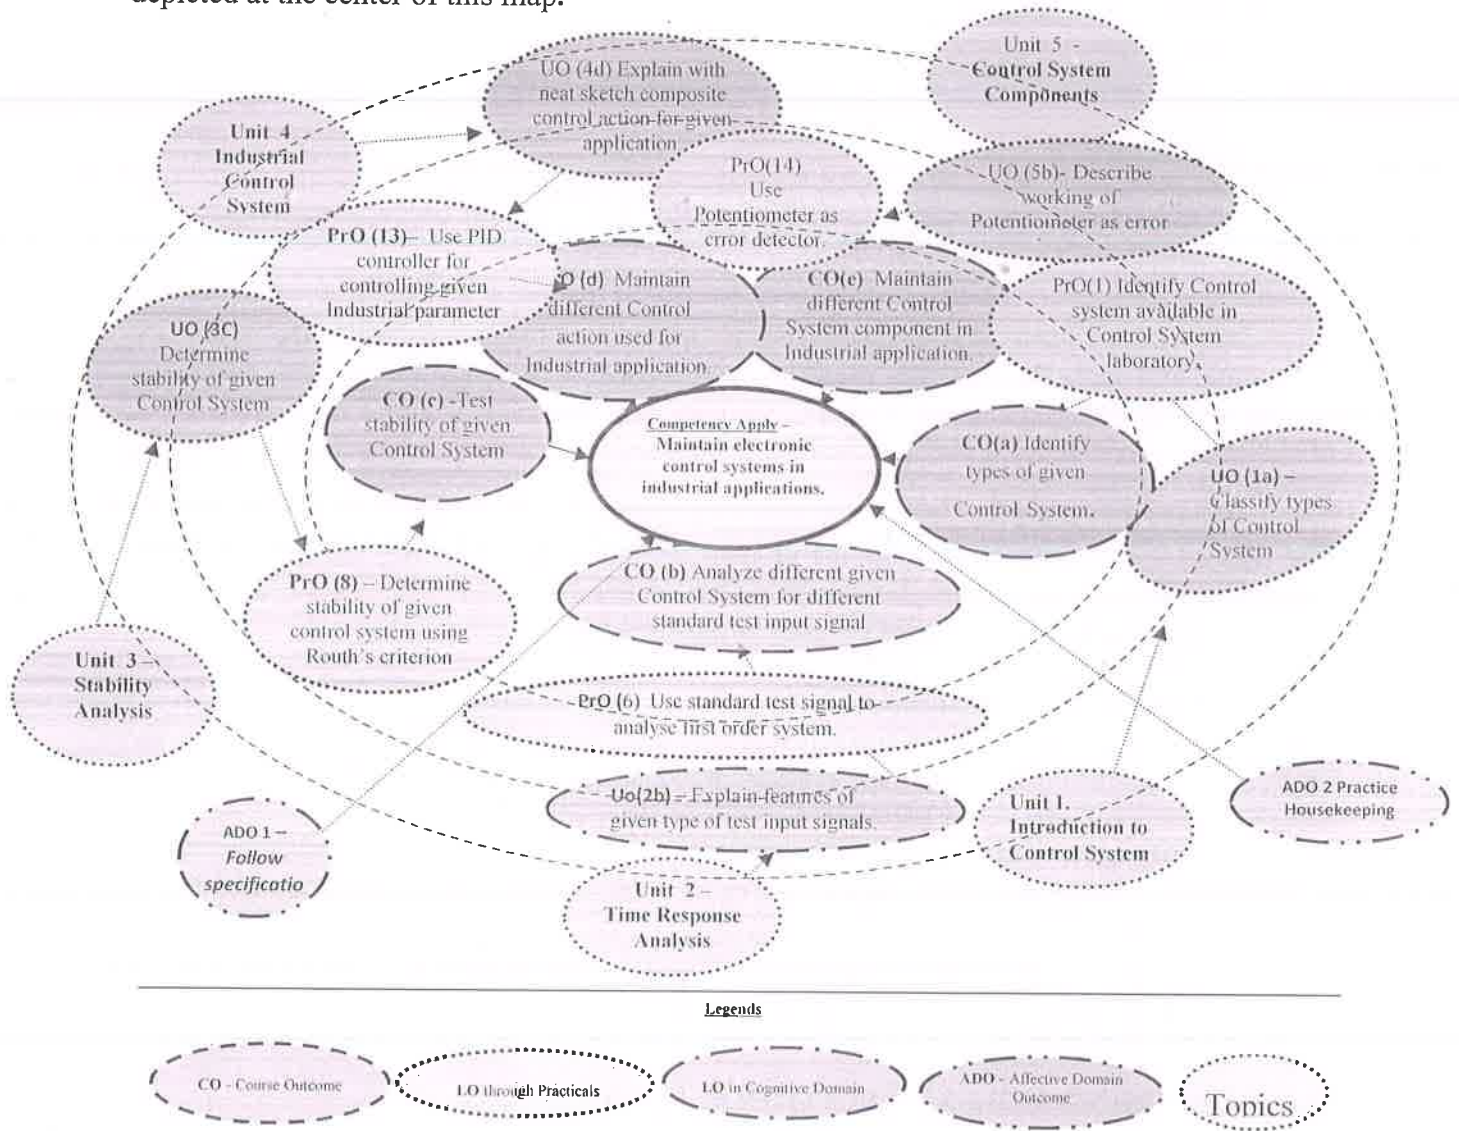 depicted at the center of this map.
Unit 5 -
Control System
Components
UO (4d) Explain with
neat sketch composite
control action for given
application
Unit 4
Industrial
Control
System
PrO(14)
Use
Potentiometer as
error detector.
UO (5b)- Describe
working of
Potentiometer as error
PrO (13)– Use PID
controller for
controlling given
Industrial parameter
O (d) Maintain
different Control
action used for
Industrial application
CO(e) Maintain
different Control
System component in
Industrial application.
PrO(1) Identify Control
system available in
Control System
laboratory.
UO (3C)
Determine
stability of given
Control System
CO (c) -Test
stability of given
Control System
Competency Apply –
Maintain electronic
control systems in
industrial applications.
CO(a) Identify
types of given
Control System.
UO (1a) –
Classify types
of Control
System
PrO (8) – Determine
stability of given
control system using
Routh's criterion
CO (b) Analyze different given
Control System for different
standard test input signal
Unit 3 –
Stability
Analysis
PrO (6) Use standard test signal to
analyse first order system.
Uo(2b) – Explain features of
given type of test input signals.
Unit 1.
Introduction to
Control System
ADO 2 Practice
Housekeeping
ADO 1 –
Follow
specificatio
Unit 2 –
Time Response
Analysis
Legends
CO - Course Outcome
LO through Practicals
LO in Cognitive Domain
ADO - Affective Domain
Outcome
Topics